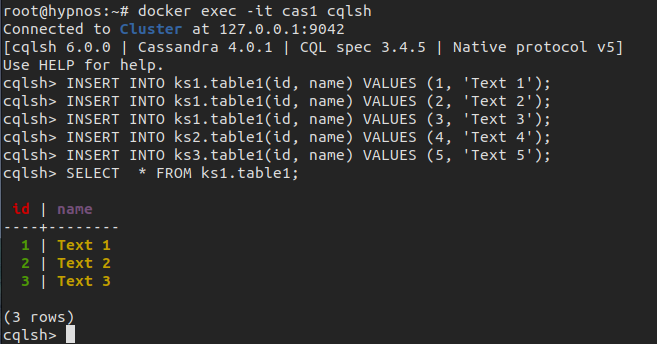 root@hypnos:~# docker exec -it cas1 cqlsh
Connected to Cluster at 127.0.0.1:9042
[cqlsh 6.0.0 | Cassandra 4.0.1 | CQL spec 3.4.5 | Native protocol v5]
Use HELP for help.
cqlsh> INSERT INTO ks1.table1(id, name) VALUES (1, 'Text 1');
cqlsh> INSERT INTO ks1.table1(id, name) VALUES (2, 'Text 2');
cqlsh> INSERT INTO ks1.table1(id, name) VALUES (3, 'Text 3');
cqlsh> INSERT INTO ks2.table1(id, name) VALUES (4, 'Text 4');
cqlsh> INSERT INTO ks3.table1(id, name) VALUES (5, 'Text 5');
cqlsh> SELECT  * FROM ks1.table1;
 id | name
----+--------
  1 | Text 1
  2 | Text 2
  3 | Text 3
(3 rows)
cqlsh>